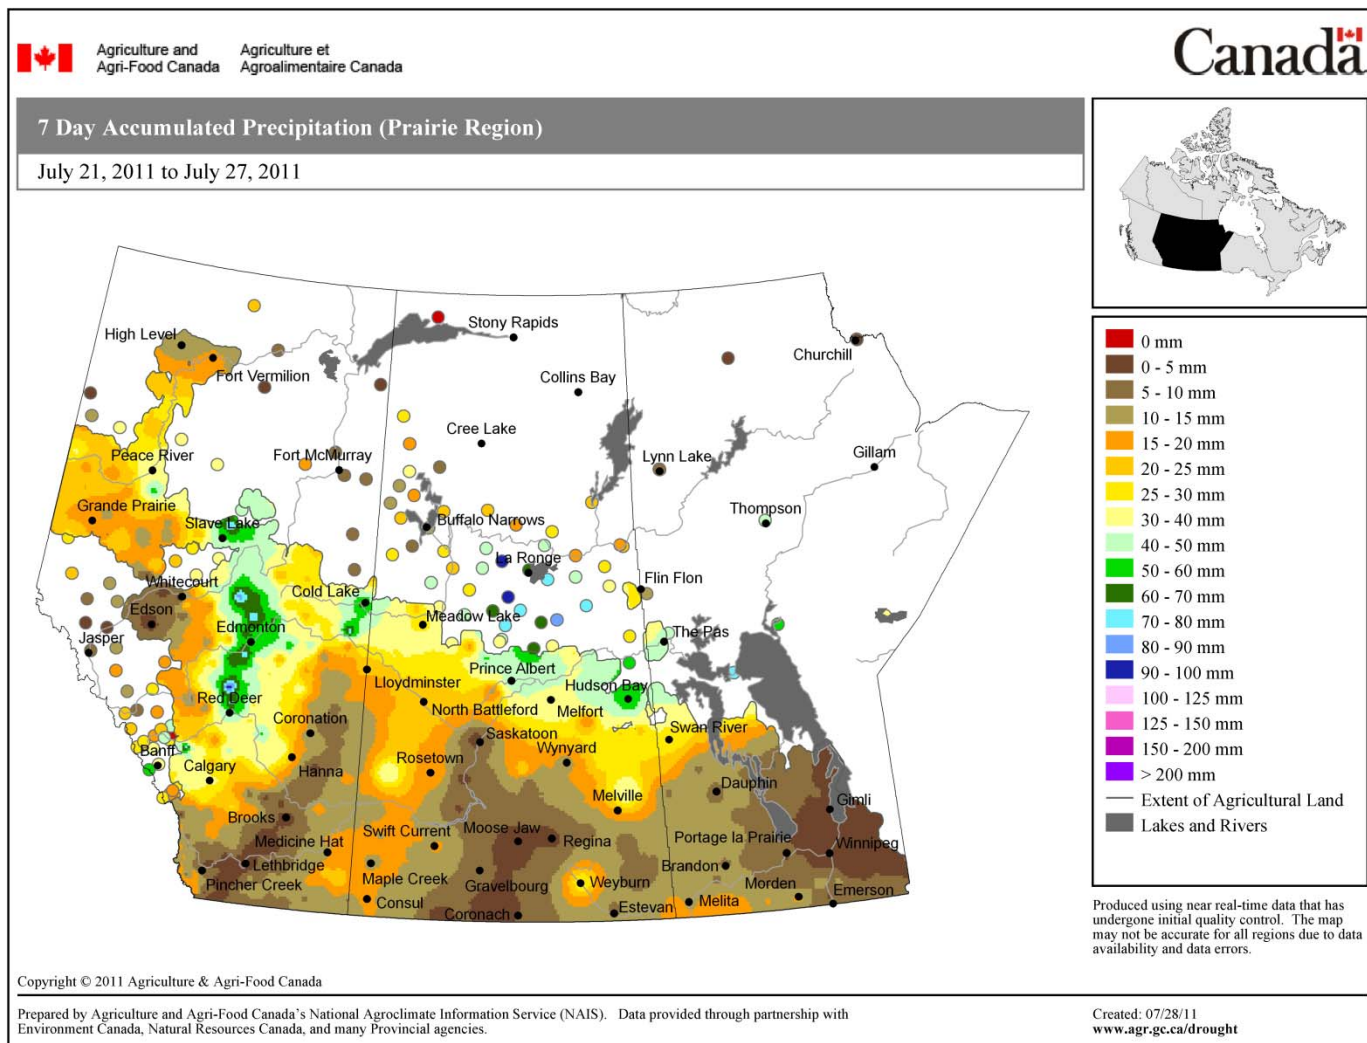 Agriculture and
Agri-Food Canada
Agriculture et
Agroalimentaire Canada
Canada
7 Day Accumulated Precipitation (Prairie Region)
July 21, 2011 to July 27, 2011
High Level
Fort Vermilion
Stony Rapids
Churchill
Collins Bay
Cree Lake
Peace River
Fort McMurray
Lynn Lake
Gillam
Grande Prairie
Slave Lake
Buffalo Narrows
Thompson
La Ronge
Whitecourt
Cold Lake
Flin Flon
Edson
Edmonton
Meadow Lake
The Pas
Jasper
Prince Albert
Lloydminster
Hudson Bay
Red Deer
North Battleford
Melfort
Coronation
Saskatoon
Swan River
Banff
Calgary
Hanna
Rosetown
Wynyard
Dauphin
Melville
Gimli
Brooks
Swift Current
Moose Jaw
Regina
Portage la Prairie
Winnipeg
Medicine Hat
Lethbridge
Maple Creek
Gravelbourg
Weyburn
Brandon
Pincher Creek
Consul
Coronach
Estevan
Melita
Morden
Emerson
0 mm
0 - 5 mm
5 - 10 mm
10 - 15 mm
15 - 20 mm
20 - 25 mm
25 - 30 mm
30 - 40 mm
40 - 50 mm
50 - 60 mm
60 - 70 mm
70 - 80 mm
80 - 90 mm
90 - 100 mm
100 - 125 mm
125 - 150 mm
150 - 200 mm
> 200 mm
Extent of Agricultural Land
Lakes and Rivers
Produced using near real-time data that has
undergone initial quality control. The map
may not be accurate for all regions due to data
availability and data errors.
Copyright © 2011 Agriculture & Agri-Food Canada
Prepared by Agriculture and Agri-Food Canada's National Agroclimate Information Service (NAIS). Data provided through partnership with
Environment Canada, Natural Resources Canada, and many Provincial agencies.
Created: 07/28/11
www.agr.gc.ca/drought